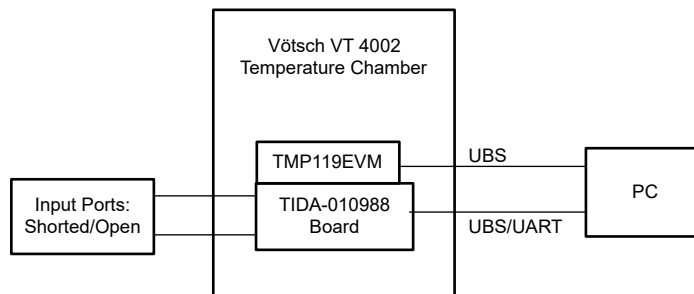 Vötsch VT 4002
Temperature Chamber
TMP119EVM
UBS
Input Ports:
Shorted/Open
TIDA-010988
Board
PC
UBS/UART